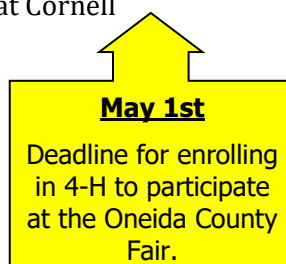 at Cornell
May 1st
Deadline for enrolling
in 4-H to participate
at the Oneida County
Fair.